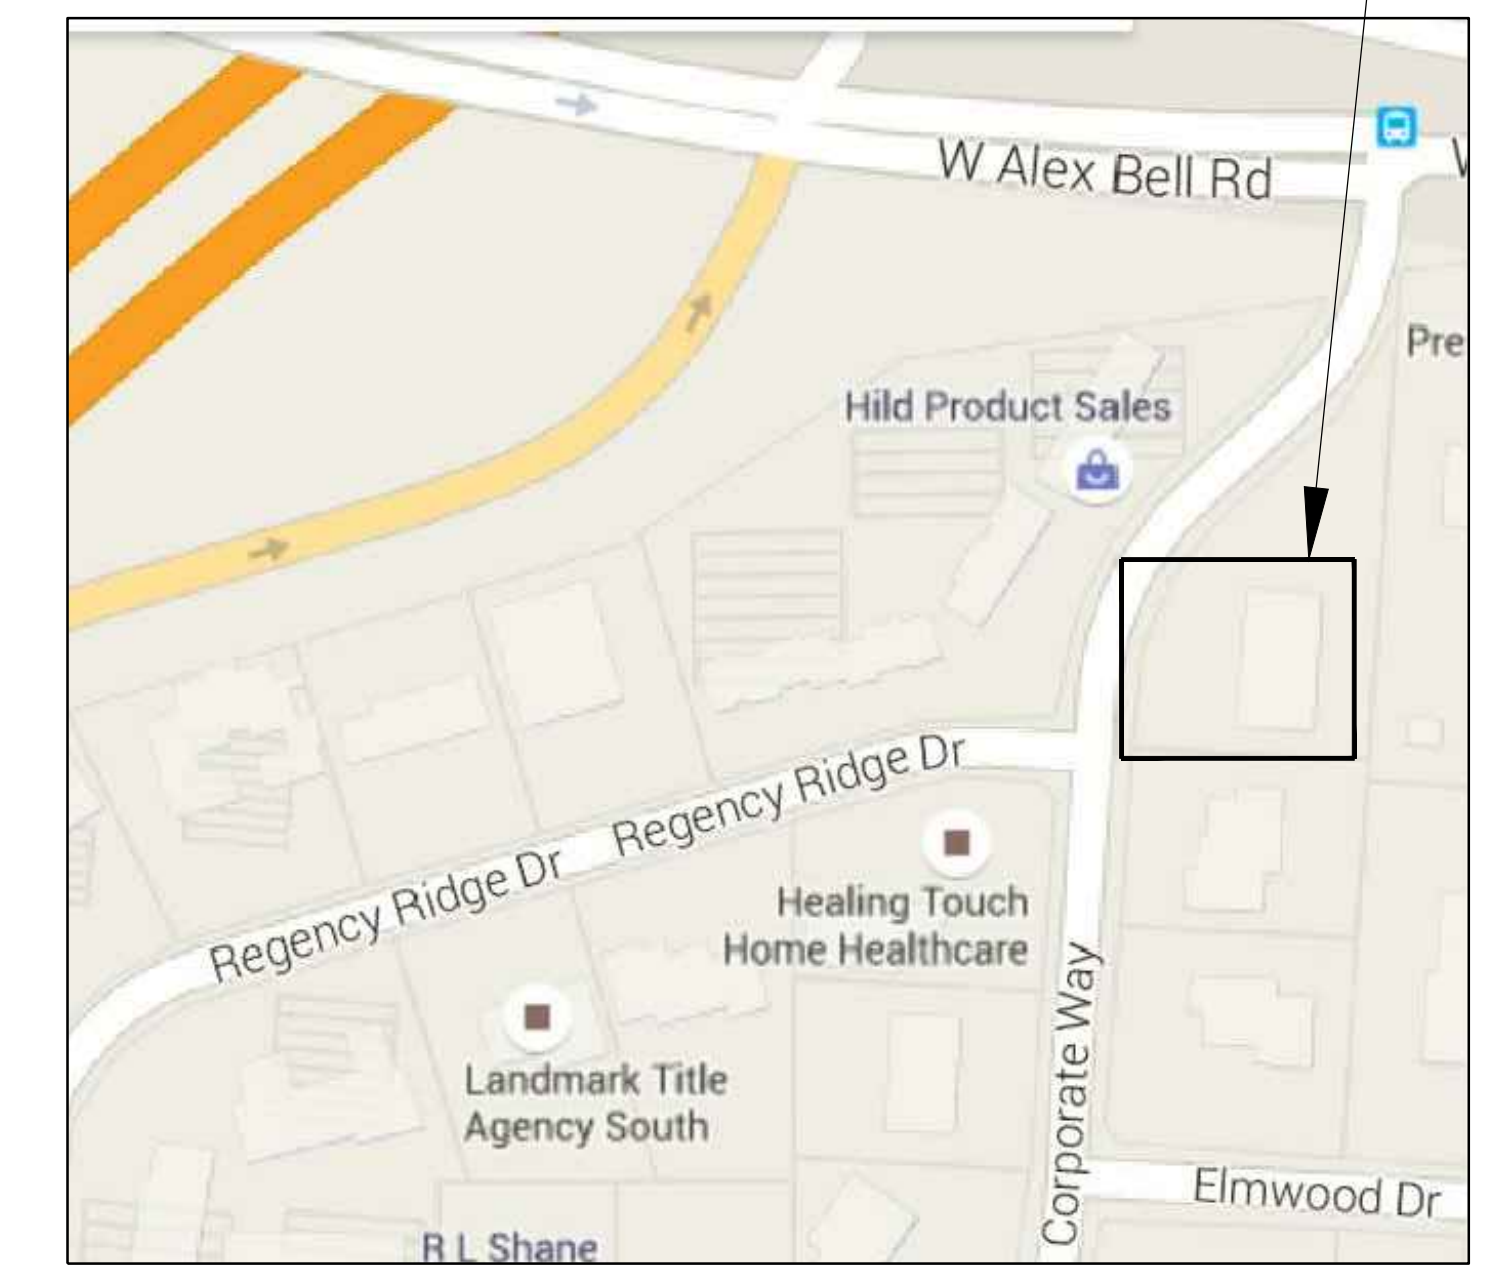 W Alex Bell Rd
Pre
Hild Product Sales
Regency Ridge Dr
Regency Ridge Dr
Healing Touch
Home Healthcare
Landmark Title
Agency South
Corporate Way
Elmwood Dr
R L Shane